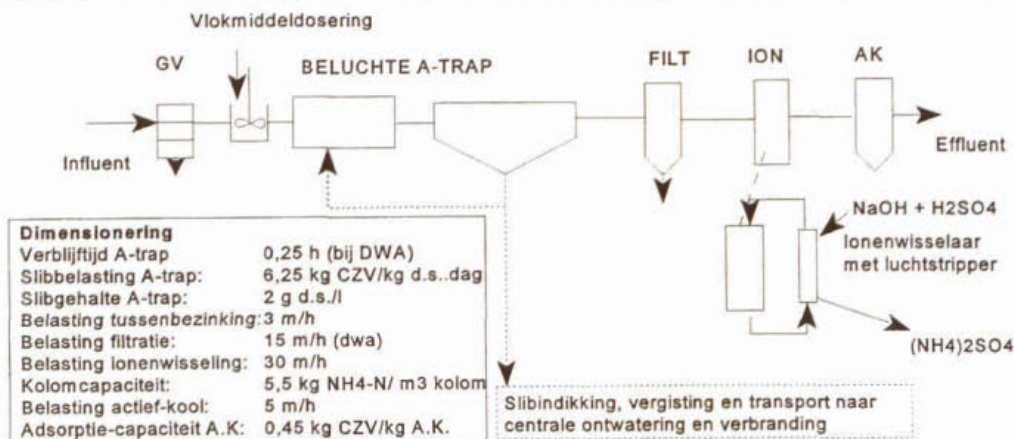 Vlokmiddeldosering
GV
BELUCHTE A-TRAP
FILT
ION
AK
Influent
Effluent
NaOH + H2SO4
Ionenwisselaar
met luchtstripper
(NH4)2SO4
Dimensionering
Verblijftijd A-trap 0,25 h (bij DWA)
Slibbelasting A-trap: 6,25 kg CZV/kg d.s..dag
Slibgehalte A-trap: 2 g d.s./l
Belasting tussenbezinking: 3 m/h
Belasting filtratie: 15 m/h (dwa)
Belasting ionenwisseling: 30 m/h
Kolomcapaciteit: 5,5 kg NH4-N/ m3 kolom
Belasting actief-kool: 5 m/h
Adsorptie-capaciteit A.K: 0,45 kg CZV/kg A.K.
Slibindikking, vergisting en transport naar
centrale ontwatering en verbranding